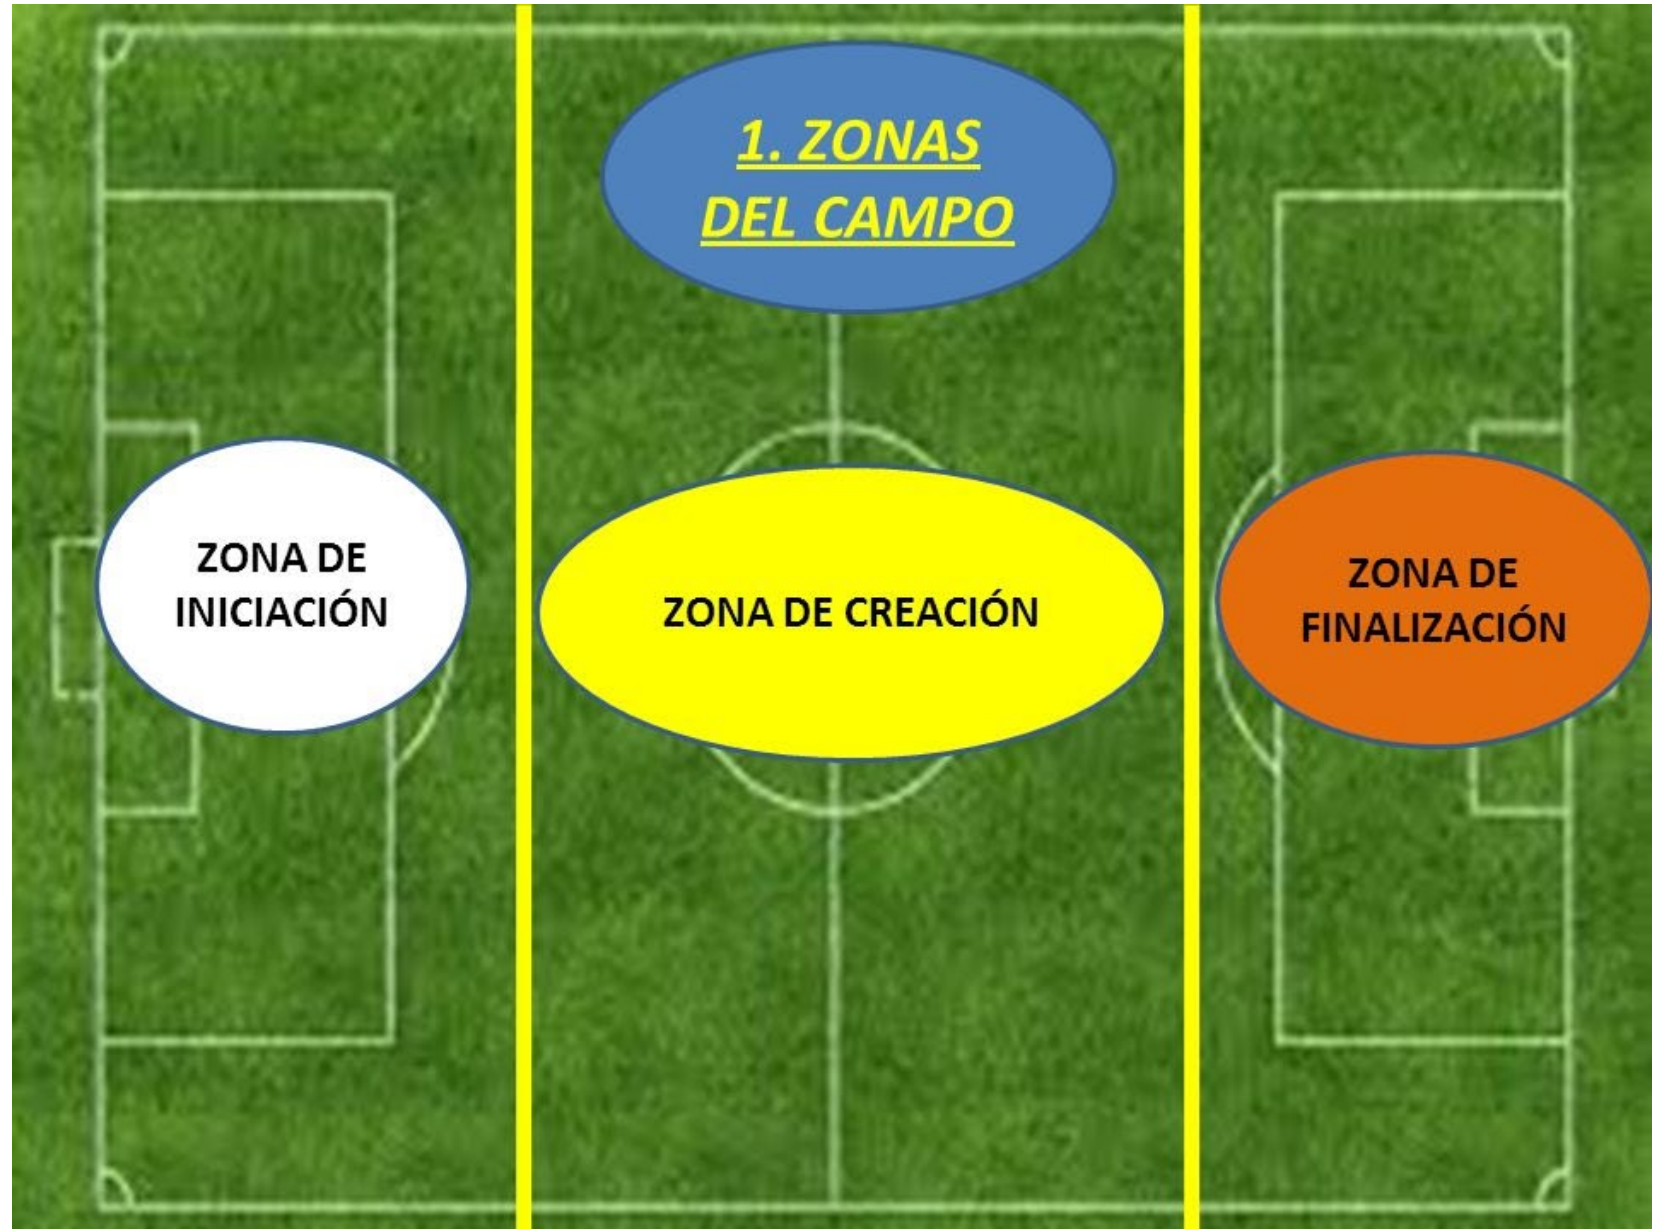 1. ZONAS
DEL CAMPO
ZONA DE
INICIACIÓN
ZONA DE CREACIÓN
ZONA DE
FINALIZACIÓN